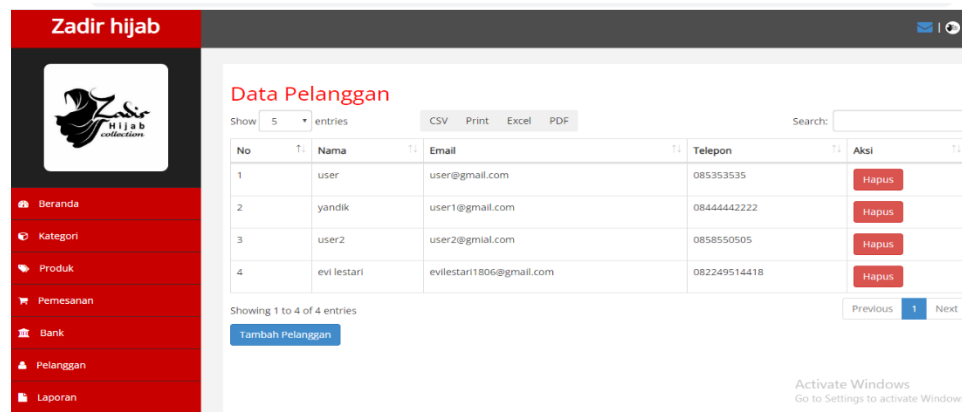 Zadir hijab
Zadir
Hijab
collection
Beranda
Kategori
Produk
Pemesanan
Bank
Pelanggan
Laporan
Data Pelanggan
Show 5 entries CSV Print Excel PDF Search:
No Nama Email Telepon Aksi
1 user user@gmail.com 085353535 Hapus
2 yandik user1@gmail.com 08444442222 Hapus
3 user2 user2@gmial.com 0858550505 Hapus
4 evi lestari evilestari1806@gmail.com 082249514418 Hapus
Showing 1 to 4 of 4 entries Previous 1 Next
Tambah Pelanggan
Activate Windows
Go to Settings to activate Window